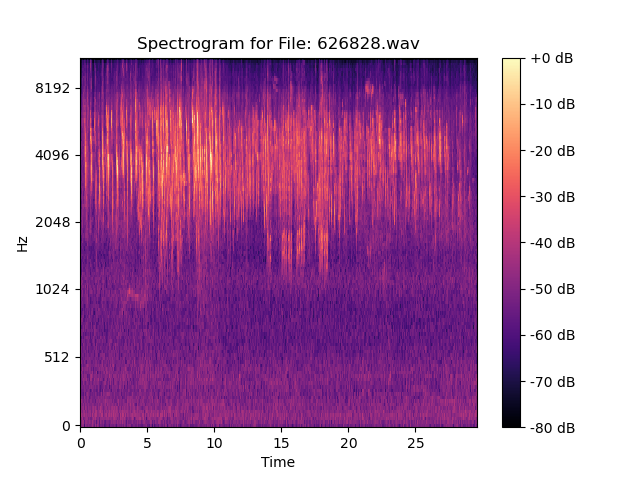 Spectrogram for File: 626828.wav
+0 dB
8192
-10 dB
4096
-20 dB
-30 dB
2048
Hz
-40 dB
1024
-50 dB
512
-60 dB
-70 dB
0
-80 dB
0 5 10 15 20 25
Time